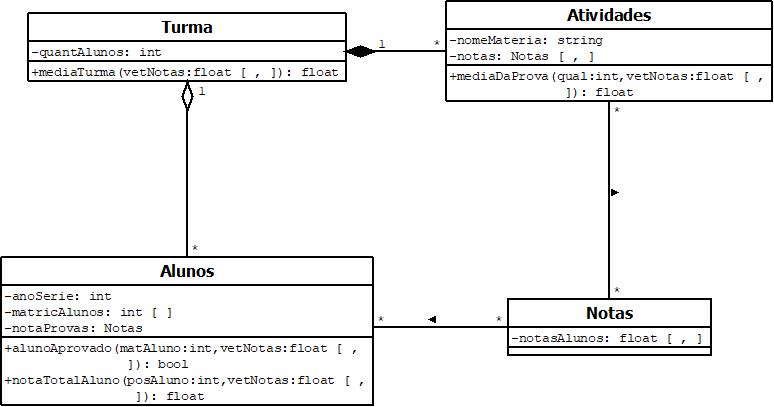 Turma
-quantAlunos: int
+mediaTurma(vetNotas:float [ , ]): float
1
*
Atividades
-nomeMateria: string
-notas: Notas [ , ]
+mediaDaProva(qual:int,vetNotas:float [ ,
]): float
1
*
*
*
Alunos
-anoSerie: int
-matricAlunos: int [ ]
-notaProvas: Notas
+alunoAprovado(matAluno:int,vetNotas:float [ ,
]): bool
+notaTotalAluno(posAluno:int,vetNotas:float [ ,
]): float
*
*
Notas
-notasAlunos: float [ , ]